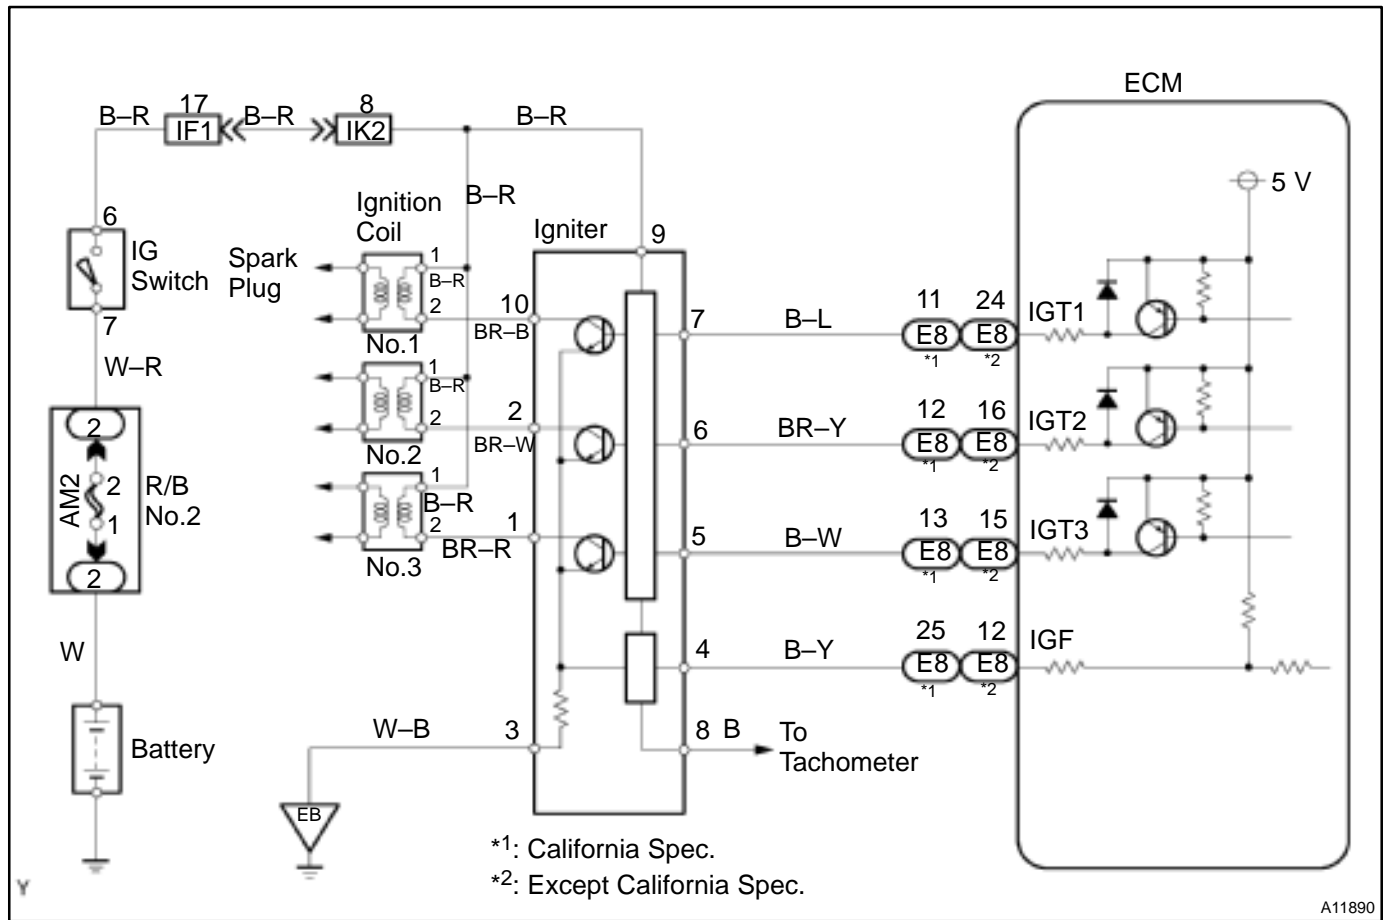 ECM
17
8
B–R
IF1
B–R
IK2
B–R
5 V
B–R
6
IG
Switch
7
Ignition
Coil
Spark
Plug
1
B–R
2
No.1
Igniter
9
10
BR–B
7
B–L
11
24
E8
E8
*1
*2
IGT1
W–R
1
B–R
2
No.2
2
BR–W
6
BR–Y
12
16
E8
E8
*1
*2
IGT2
2
AM2
2
1
R/B
No.2
2
1
B–R
2
No.3
1
BR–R
5
B–W
13
15
E8
E8
*1
*2
IGT3
W
4
B–Y
25
12
E8
E8
*1
*2
IGF
Battery
W–B
3
8
B
To
Tachometer
EB
*1: California Spec.
*2: Except California Spec.
Y
A11890